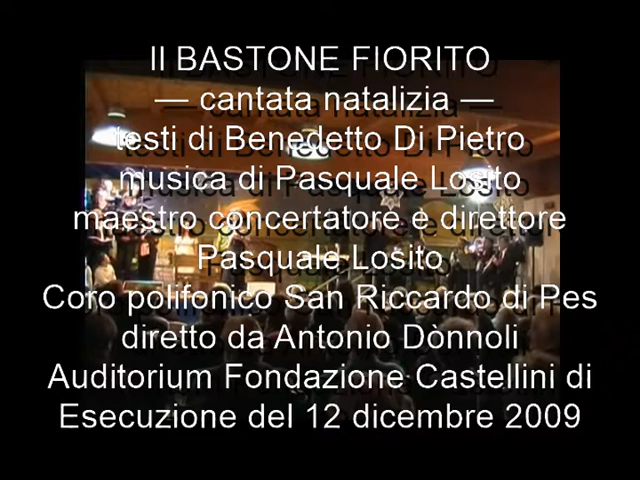 Il BASTONE FIORITO
— cantata natalizia —
testi di Benedetto Di Pietro
musica di Pasquale Losito
maestro concertatore e direttore
Pasquale Losito
Coro polifonico San Riccardo di Pes
diretto da Antonio Dònnoli
Auditorium Fondazione Castellini di
Esecuzione del 12 dicembre 2009